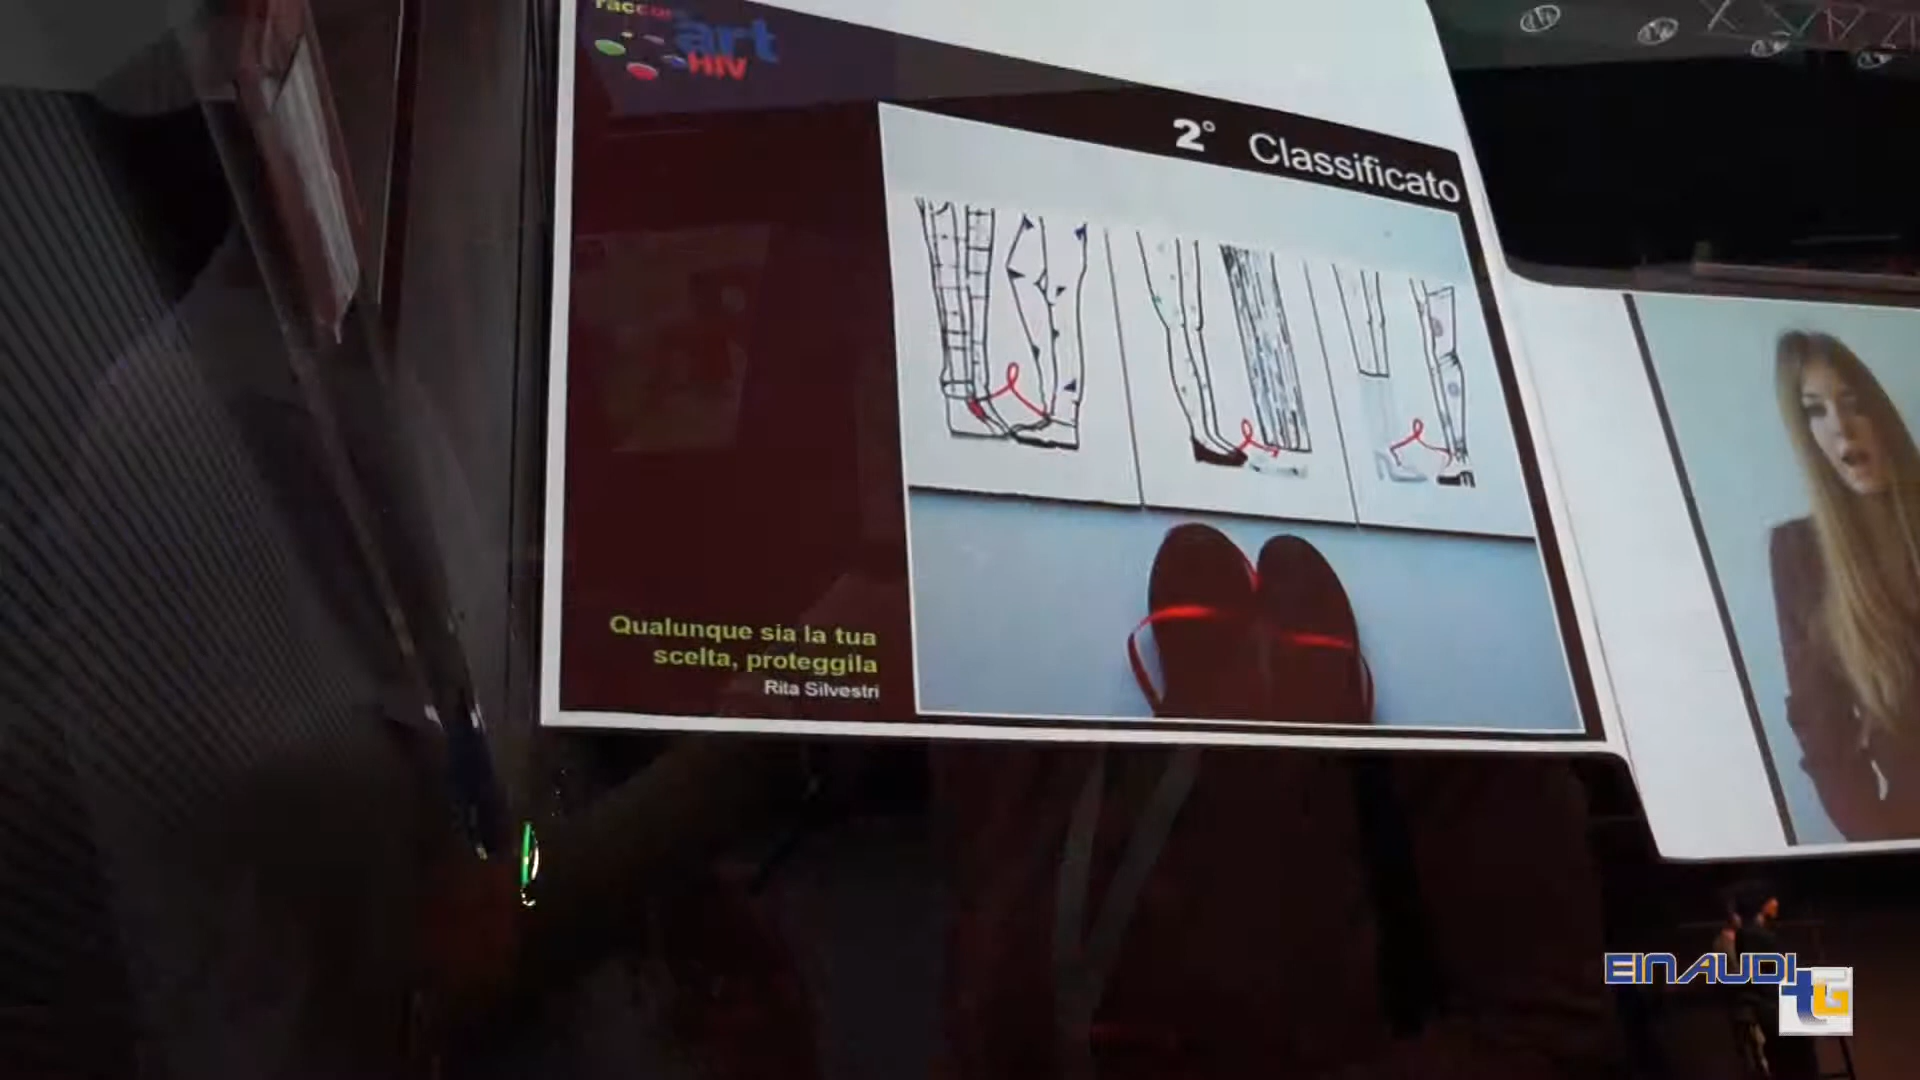 art
HIV
2° Classificato
Qualunque sia la tua
scelta, proteggila
Rita Silvestri
EINAUDI
tG